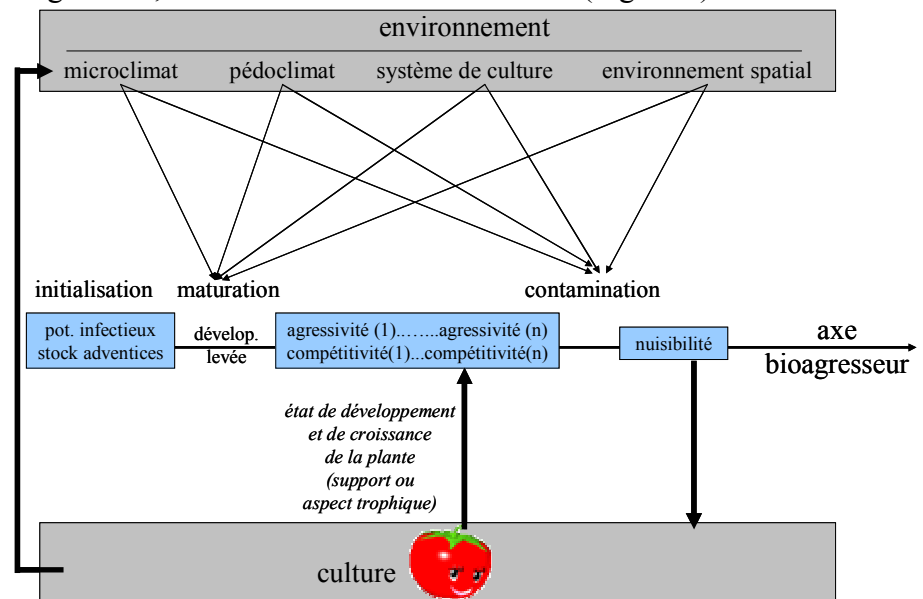 environnement
microclimat pédoclimat système de culture environnement spatial
initialisation maturation contamination
pot. infectieux
stock adventices
dévelop.
levée
agressivité (1)…....agressivité (n)
compétitivité(1)...compétitivité(n)
nuisibilité
axe
bioagresseur
état de développement
et de croissance
de la plante
(support ou
aspect trophique)
culture